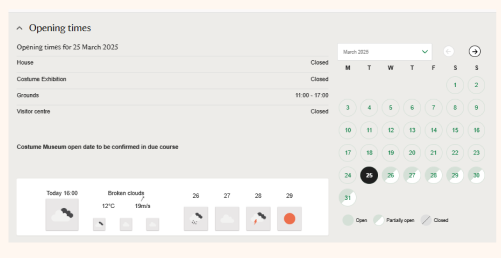 Opening times
Opening times for 25 March 2025
House Closed
Costume Exhibition Closed
Grounds 11:00 - 17:00
Visitor centre Closed
Costume Museum open date to be confirmed in due course
Today 16:00 Broken clouds
12°C 19m/s
26 27 28 29
March 2025
M T W T F S S
1 2
3 4 5 6 7 8 9
10 11 12 13 14 15 16
17 18 19 20 21 22 23
24 25 26 27 28 29 30
31
Open Partially open Closed